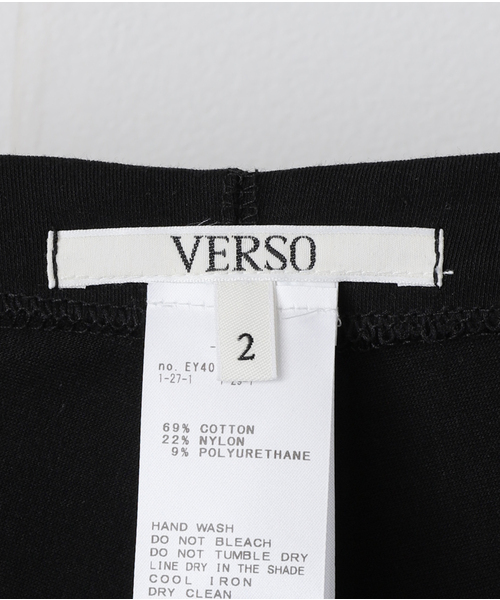 VERSO
2
no. EY40
1-27-1
69% COTTON
22% NYLON
9% POLYURETHANE
HAND WASH
DO NOT BLEACH
DO NOT TUMBLE DRY
LINE DRY IN THE SHADE
COOL IRON
DRY CLEAN